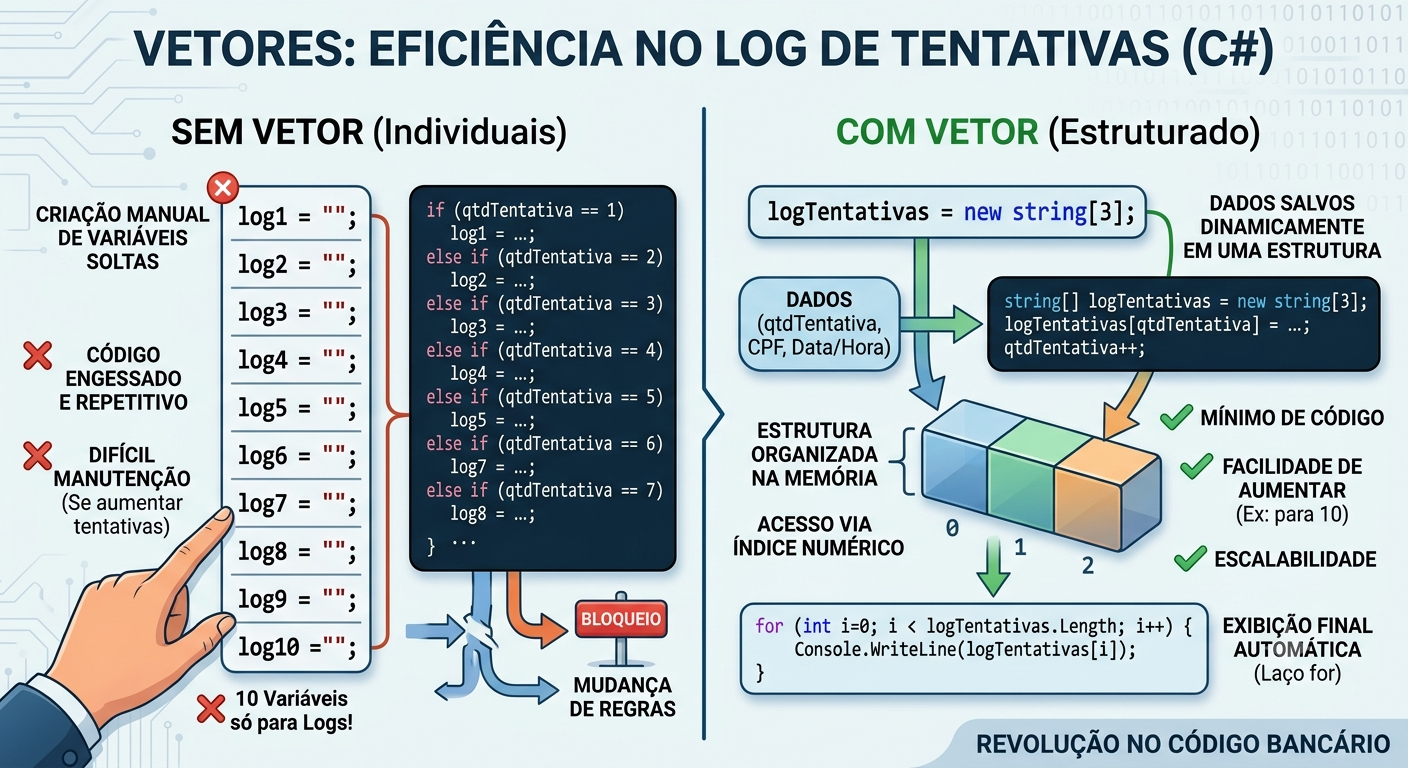 VETORES: EFICIÊNCIA NO LOG DE TENTATIVAS (C#)
SEM VETOR (Individuais)
CRIAÇÃO MANUAL
DE VARIÁVEIS
SOLTAS
CÓDIGO
ENGESSADO
E REPETITIVO
DIFÍCIL
MANUTENÇÃO
(Se aumentar
tentativas)
log1 = "";
log2 = "";
log3 = "";
log4 = "";
log5 = "";
log6 = "";
log7 = "";
log8 = "";
log9 = "";
log10 ="";
10 Variáveis
só para Logs!
if (qtdTentativa == 1)
log1 = …;
else if (qtdTentativa == 2)
log2 = …;
else if (qtdTentativa == 3)
log3 = …;
else if (qtdTentativa == 4)
log4 = …;
else if (qtdTentativa == 5)
log5 = …;
else if (qtdTentativa == 6)
log7 = …;
else if (qtdTentativa == 7)
log8 = …;
} ...
BLOQUEIO
MUDANÇA
DE REGRAS
COM VETOR (Estruturado)
logTentativas = new string[3];
DADOS SALVOS
DINAMICAMENTE
EM UMA ESTRUTURA
DADOS
(qtdTentativa,
CPF, Data/Hora)
string[] logTentativas = new string[3];
logTentativas[qtdTentativa] = …;
qtdTentativa++;
ESTRUTURA
ORGANIZADA
NA MEMÓRIA
ACESSO VIA
ÍNDICE NUMÉRICO
0
1
2
MÍNIMO DE CÓDIGO
FACILIDADE DE
AUMENTAR
(Ex: para 10)
ESCALABILIDADE
for (int i=0; i < logTentativas.Length; i++) {
Console.WriteLine(logTentativas[i]);
}
EXIBIÇÃO FINAL
AUTOMÁTICA
(Laço for)
REVOLUÇÃO NO CÓDIGO BANCÁRIO